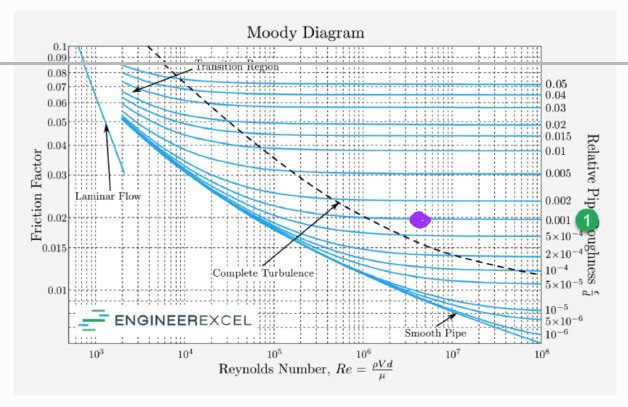 Moody Diagram
0.1
0.09
Transition Region
0.08
0.07
0.06
0.05
0.04
0.03
0.02
0.015
0.01
Friction Factor
Laminar Flow
Complete Turbulence
Smooth Pipe
ENGINEEREXCEL
0.05
0.04
0.03
0.02
0.015
0.01
0.005
0.002
0.001
1
5×10⁻⁴
2×10⁻⁴
10⁻⁴
5×10⁻⁵
10⁻⁵
5×10⁻⁶
10⁻⁶
Relative Pipe
10³ 10⁴ 10⁵ 10⁶ 10⁷ 10⁸
Reynolds Number, Re = ρVd/μ